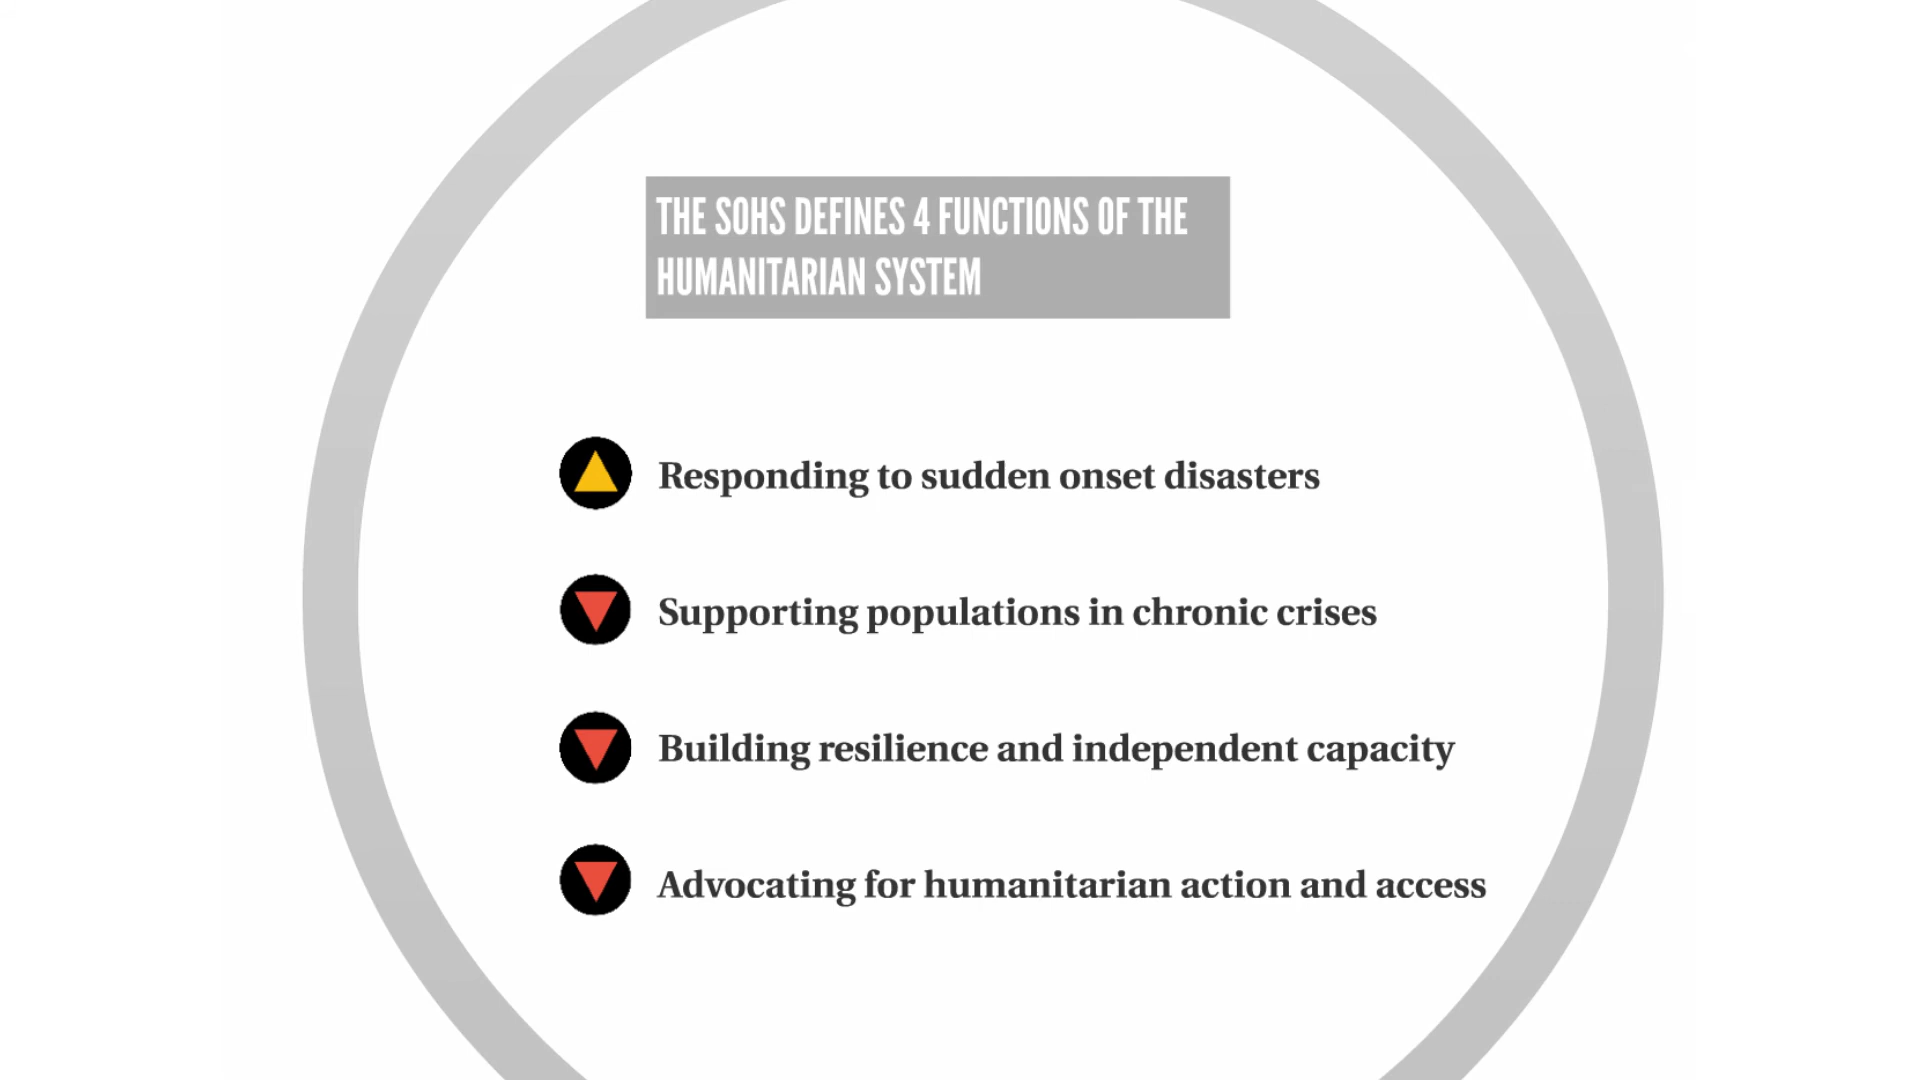 THE SOHS DEFINES 4 FUNCTIONS OF THE
HUMANITARIAN SYSTEM
Responding to sudden onset disasters
Supporting populations in chronic crises
Building resilience and independent capacity
Advocating for humanitarian action and access